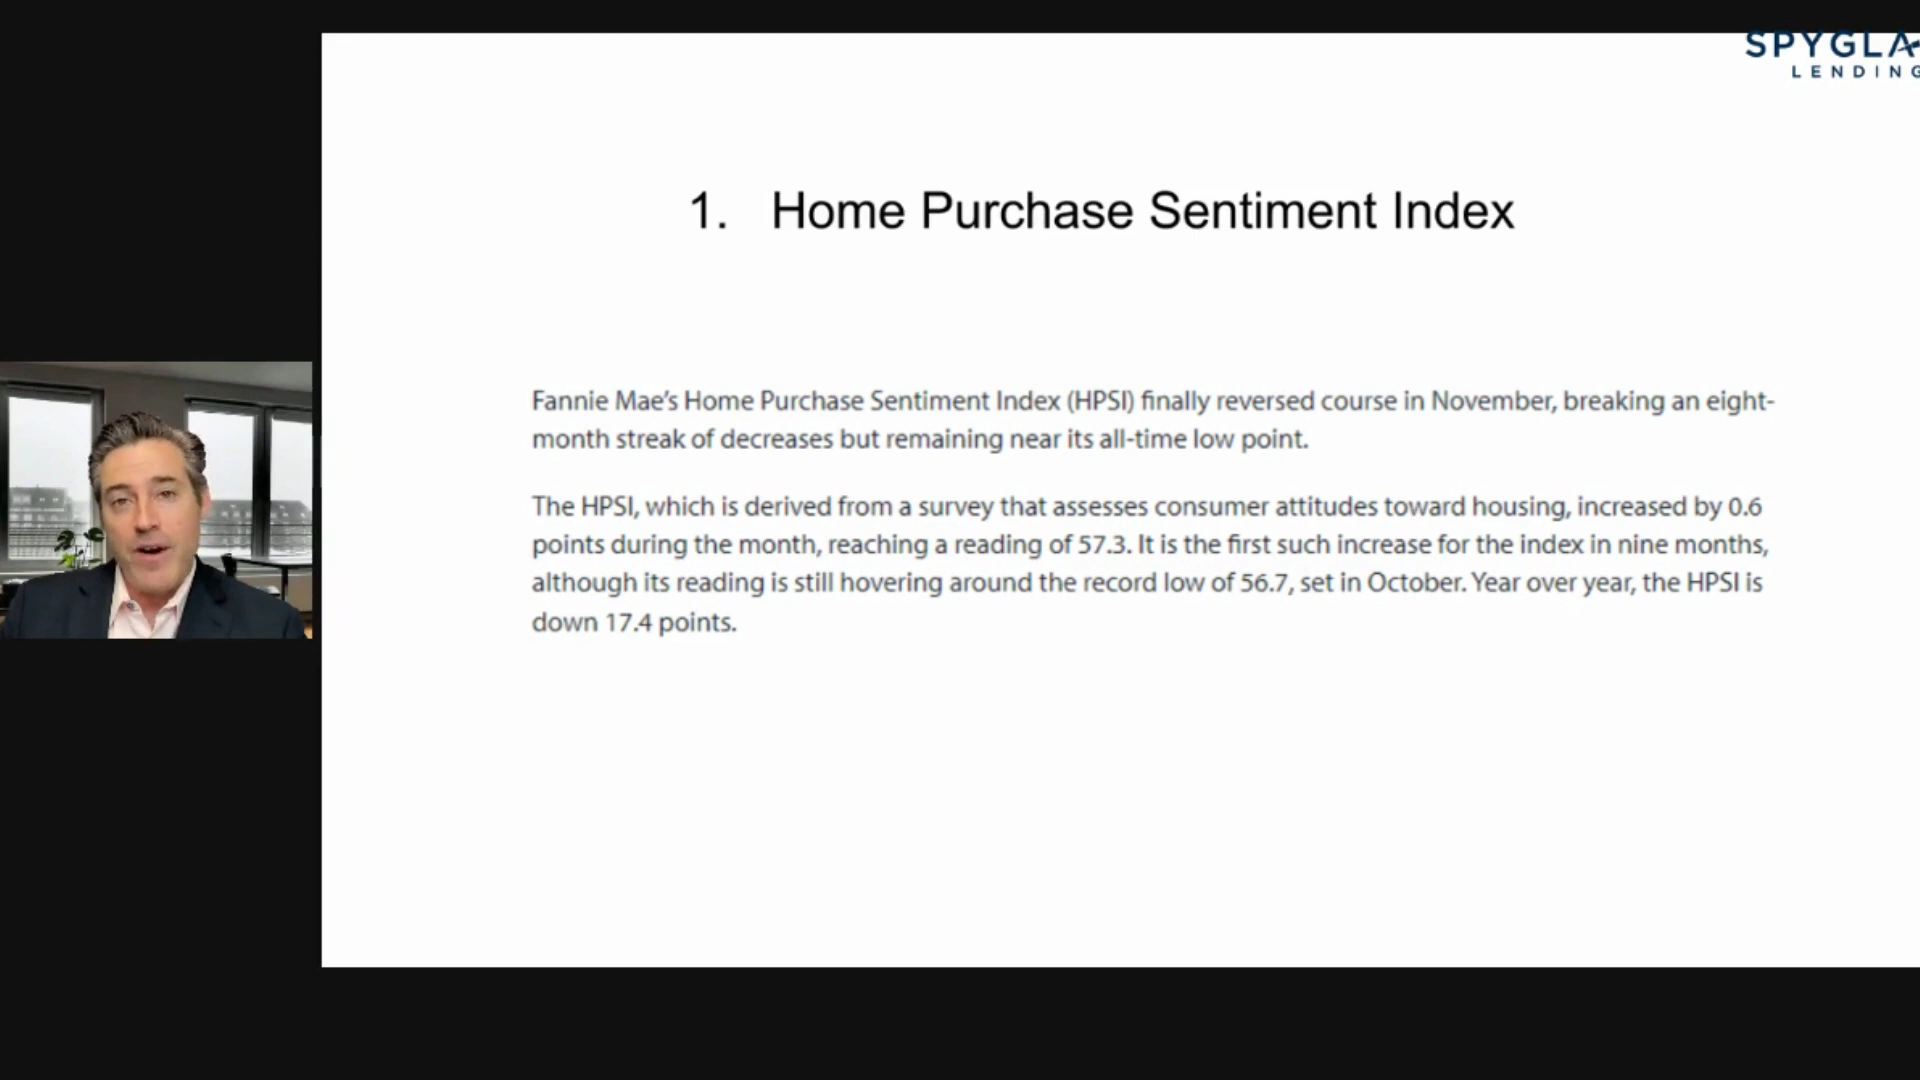 SPYGLA
LENDING
1. Home Purchase Sentiment Index
Fannie Mae’s Home Purchase Sentiment Index (HPSI) finally reversed course in November, breaking an eight-
month streak of decreases but remaining near its all-time low point.
The HPSI, which is derived from a survey that assesses consumer attitudes toward housing, increased by 0.6
points during the month, reaching a reading of 57.3. It is the first such increase for the index in nine months,
although its reading is still hovering around the record low of 56.7, set in October. Year over year, the HPSI is
down 17.4 points.